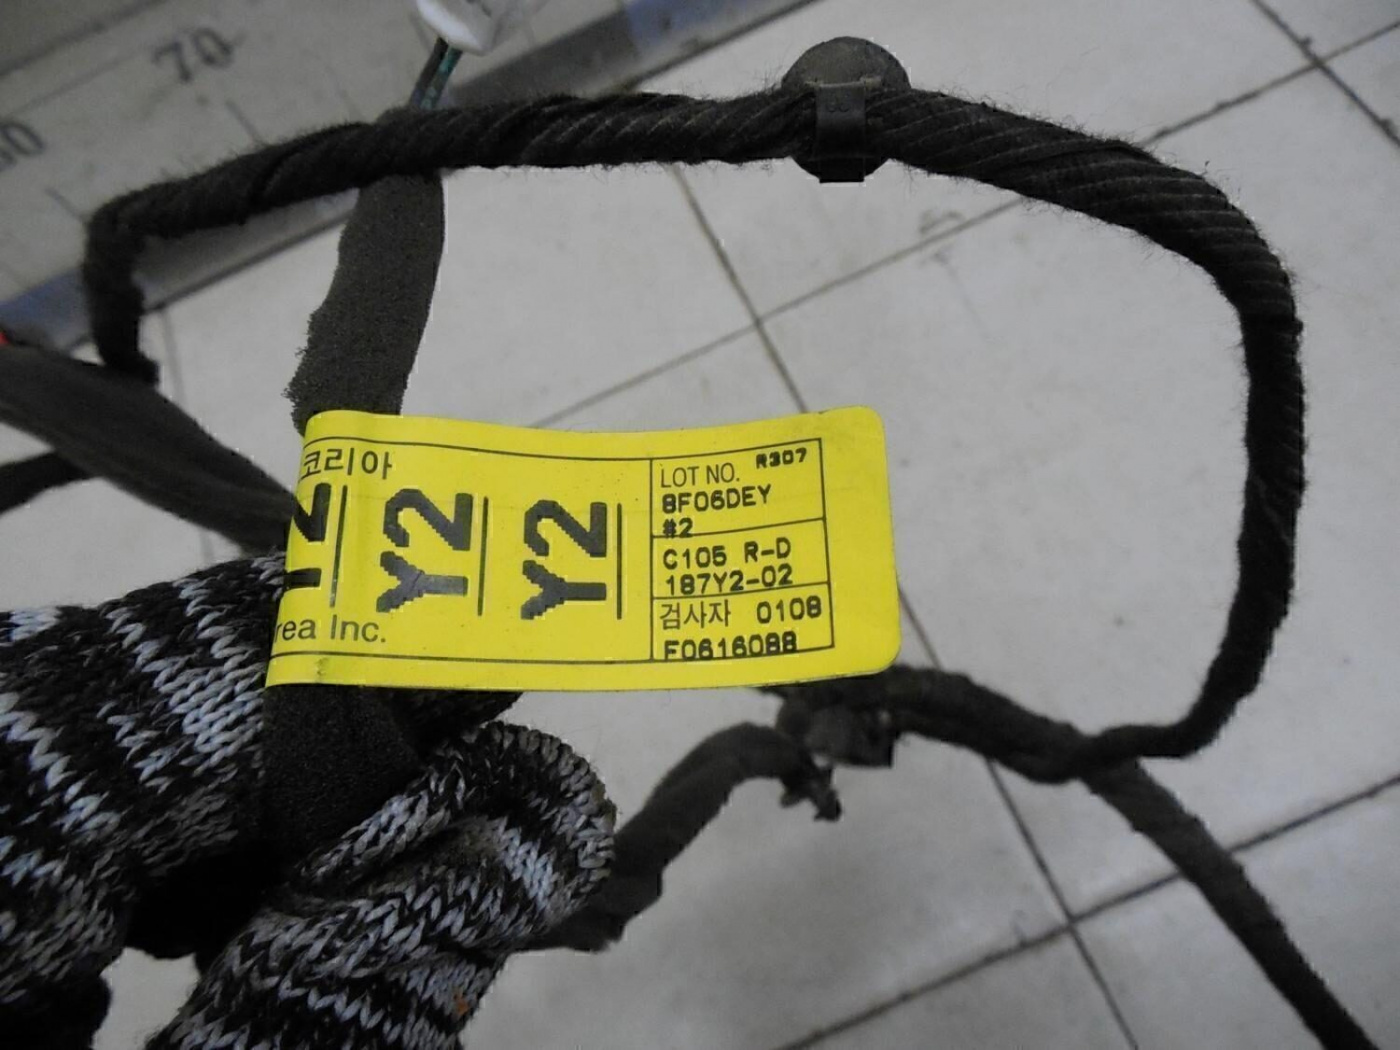 70
코리아
Y2
Y2
Y2
rea Inc.
LOT NO. R307
8F06DEY
#2
C105 R-D
187Y2-02
검사자 0108
F0616088